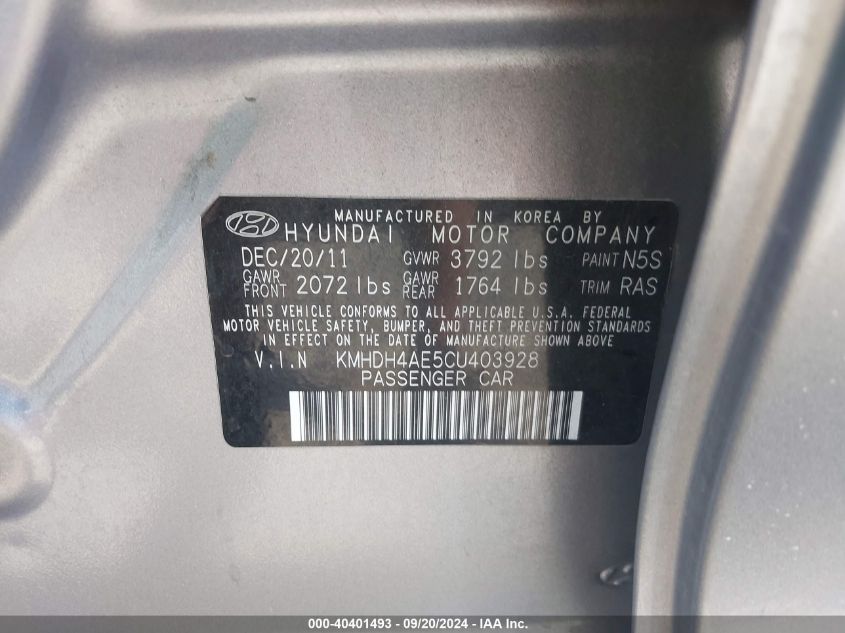 MANUFACTURED IN KOREA BY
HYUNDAI MOTOR COMPANY
DEC/20/11 GVWR 3792 lbs PAINT N5S
GAWR FRONT 2072 lbs GAWR REAR 1764 lbs TRIM RAS
THIS VEHICLE CONFORMS TO ALL APPLICABLE U.S.A. FEDERAL
MOTOR VEHICLE SAFETY, BUMPER, AND THEFT PREVENTION STANDARDS
IN EFFECT ON THE DATE OF MANUFACTURE SHOWN ABOVE
V.I.N KMHDH4AE5CU403928
PASSENGER CAR
000-40401493 - 09/20/2024 - IAA Inc.